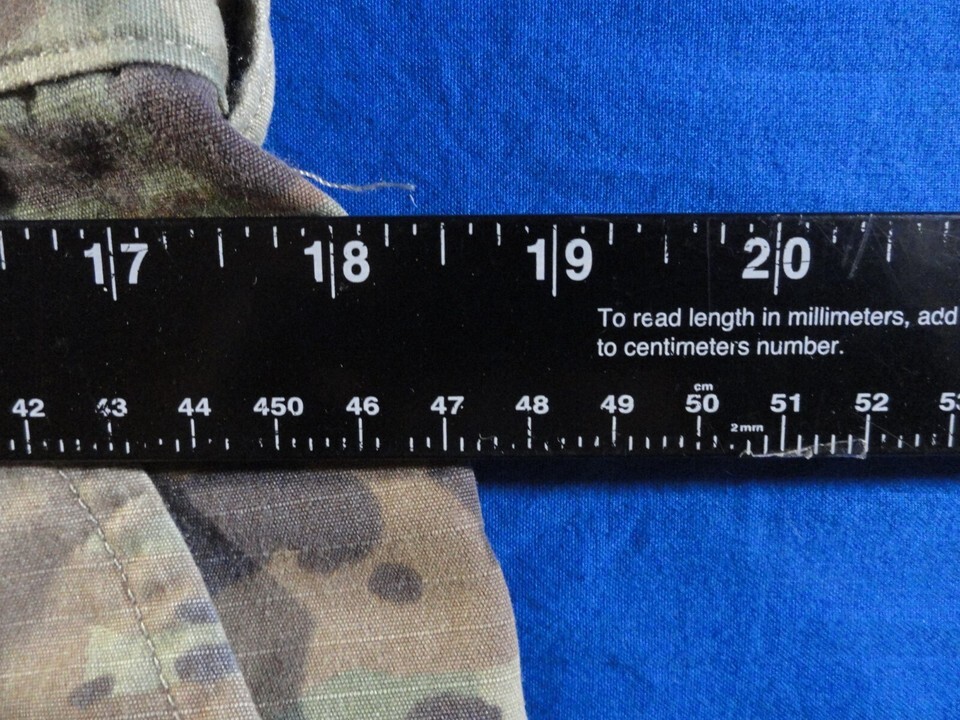 17 18 19 20
To read length in millimeters, add
to centimeters number.
cm
42 43 44 450 46 47 48 49 50 51 52
2mm